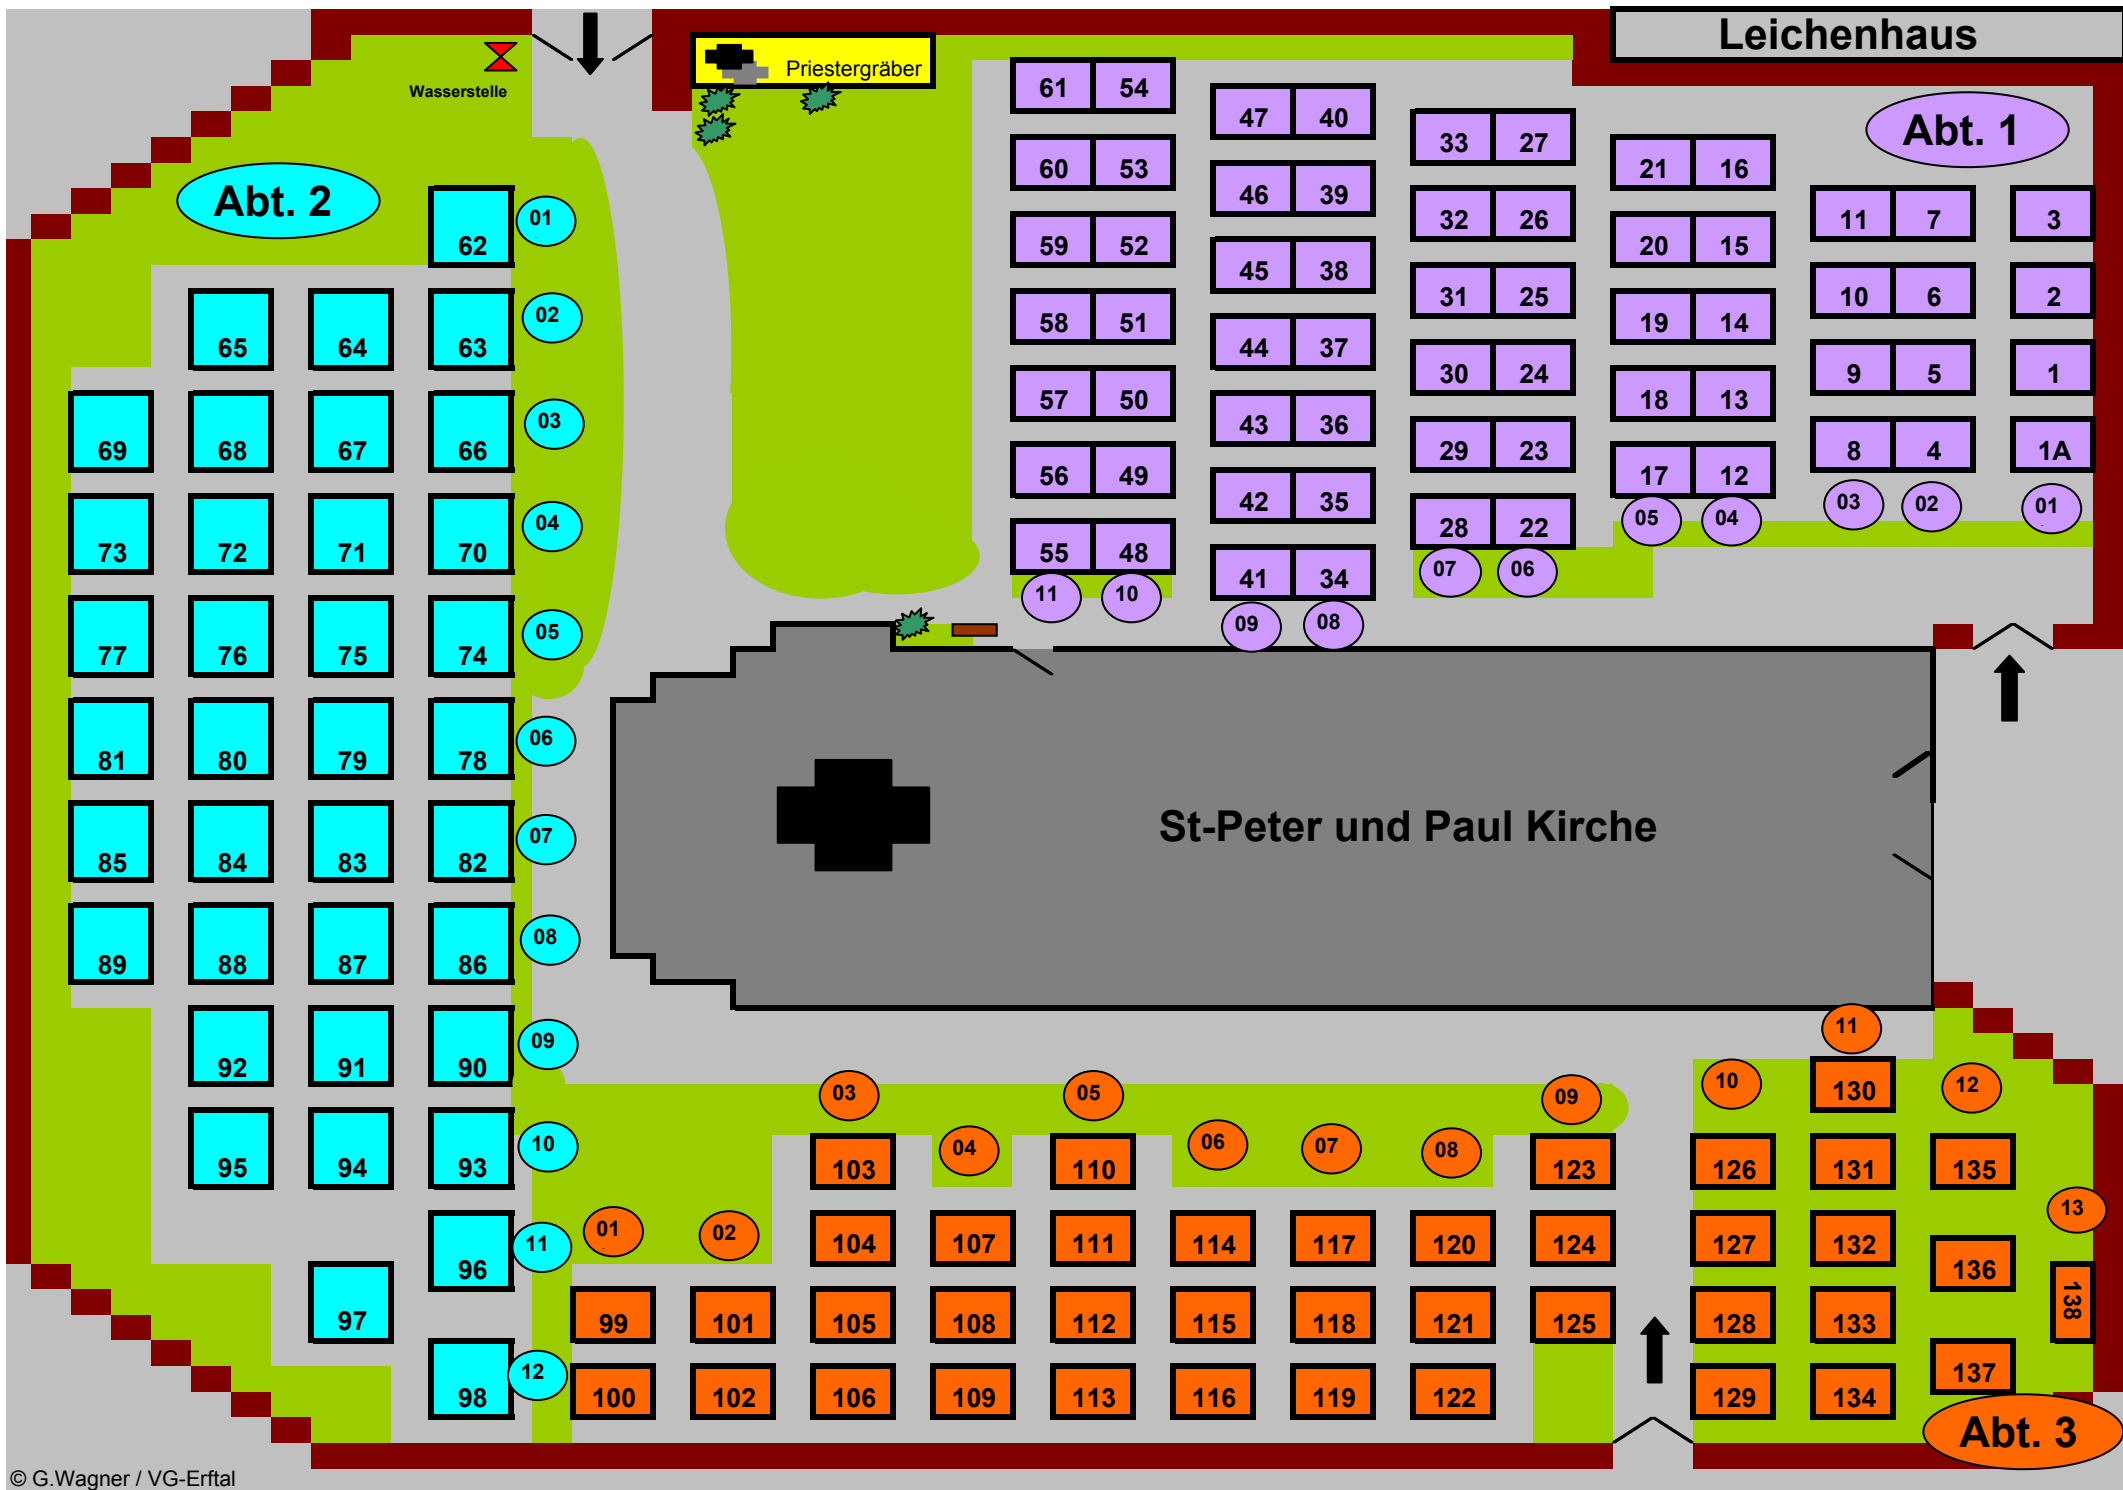 Leichenhaus
Priestergräber
Wasserstelle
Abt. 1
Abt. 2
61 54
47 40
33 27
21 16
11 7 3
60 53
46 39
32 26
20 15
10 6 2
59 52
45 38
31 25
19 14
9 5 1
58 51
44 37
30 24
18 13
8 4 1A
57 50
43 36
29 23
17 12
56 49
42 35
28 22
55 48
41 34
11 10 09 08 07 06 05 04 03 02 01
62 01
65 64 63 02
69 68 67 66 03
73 72 71 70 04
77 76 75 74 05
81 80 79 78 06
85 84 83 82 07
89 88 87 86 08
92 91 90 09
95 94 93 10
96 11
97
98 12
St-Peter und Paul Kirche
11
03 05 09 10 130 12
04 06 07 08
103 110 123 126 131 135
01 02 13
104 107 111 114 117 120 124 127 132
136
138
99 101 105 108 112 115 118 121 125 128 133
137
100 102 106 109 113 116 119 122 129 134
Abt. 3
© G.Wagner / VG-Erftal